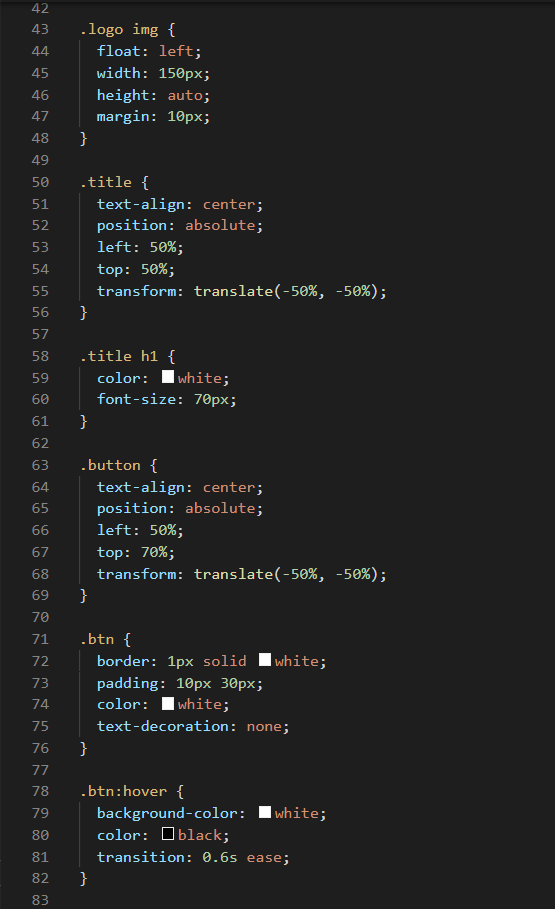 42
43 .logo img {
44   float: left;
45   width: 150px;
46   height: auto;
47   margin: 10px;
48 }
49
50 .title {
51   text-align: center;
52   position: absolute;
53   left: 50%;
54   top: 50%;
55   transform: translate(-50%, -50%);
56 }
57
58 .title h1 {
59   color: white;
60   font-size: 70px;
61 }
62
63 .button {
64   text-align: center;
65   position: absolute;
66   left: 50%;
67   top: 70%;
68   transform: translate(-50%, -50%);
69 }
70
71 .btn {
72   border: 1px solid white;
73   padding: 10px 30px;
74   color: white;
75   text-decoration: none;
76 }
77
78 .btn:hover {
79   background-color: white;
80   color: black;
81   transition: 0.6s ease;
82 }
83